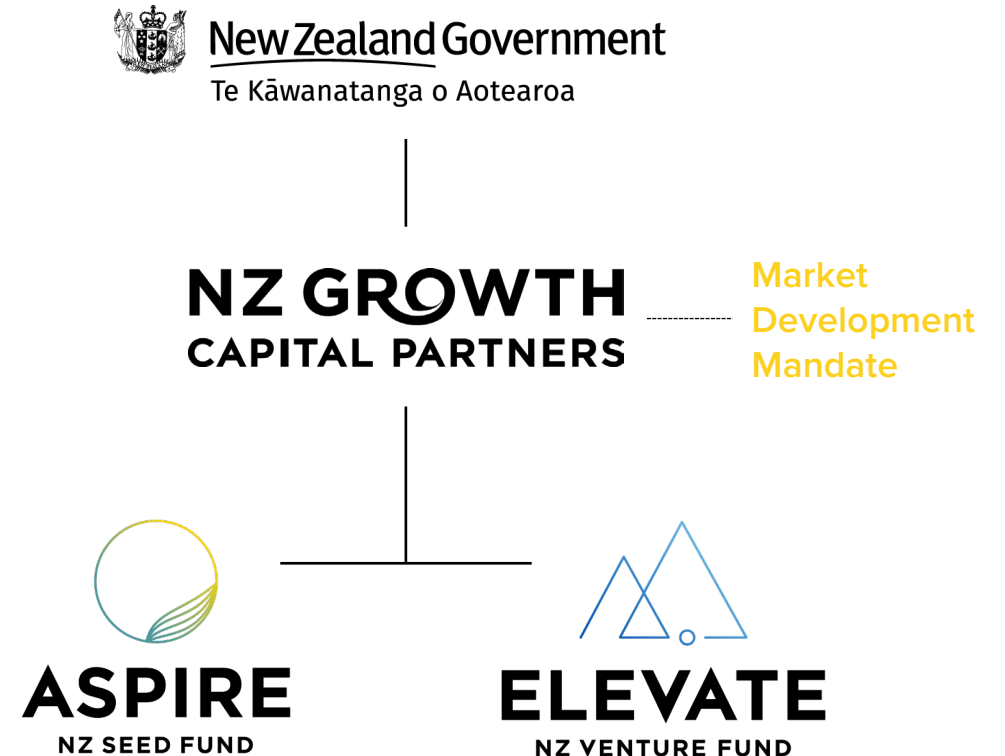 New Zealand Government
Te Kāwanatanga o Aotearoa
NZ GROWTH
CAPITAL PARTNERS
Market
Development
Mandate
ASPIRE
NZ SEED FUND
ELEVATE
NZ VENTURE FUND